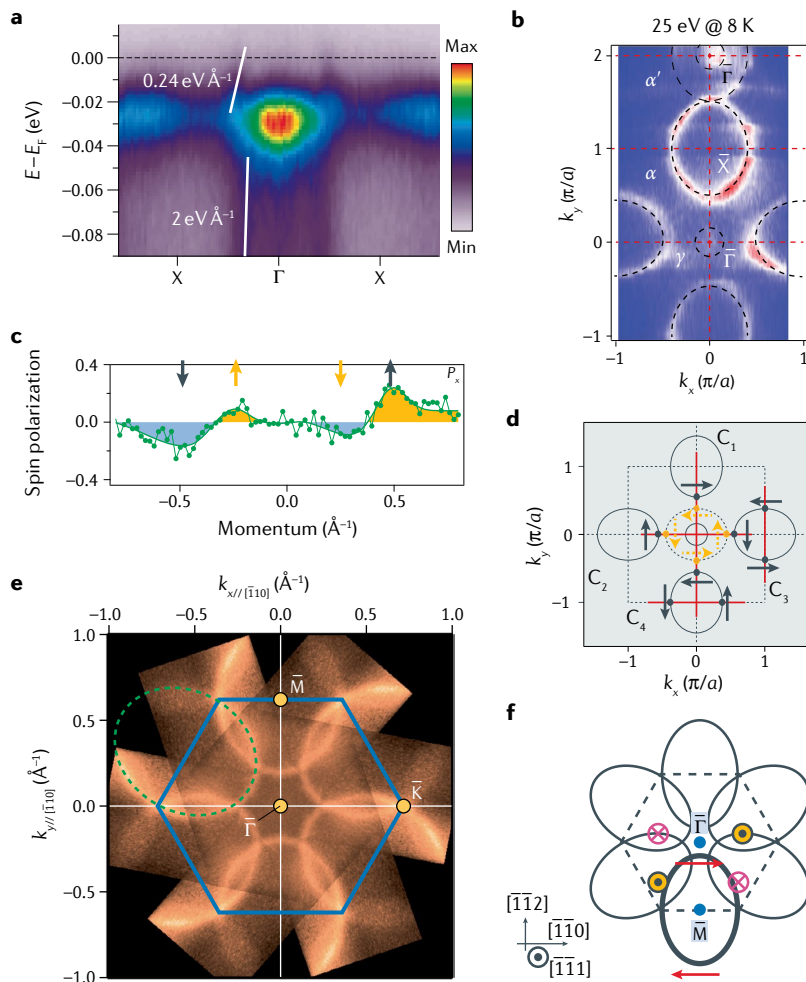 a
0.00
−0.02
−0.04
−0.06
−0.08
E−E_F (eV)
0.24 eV Å⁻¹
2 eV Å⁻¹
X
Γ
X
Max
Min
b
25 eV @ 8 K
2
1
0
−1
k_y (π/a)
α′
α
γ
Γ̅
X̅
Γ̅
−1
0
1
k_x (π/a)
c
0.4
0.0
−0.4
Spin polarization
P_x
−0.5
0.0
0.5
Momentum (Å⁻¹)
d
1
0
−1
k_y (π/a)
C₁
C₂
C₃
C₄
−1
0
1
k_x (π/a)
e
k_x// [1̅10] (Å⁻¹)
−1.0
−0.5
0.0
0.5
1.0
1.0
0.5
0.0
−0.5
−1.0
k_y// [1̅10] (Å⁻¹)
M̅
K̅
Γ̅
f
Γ̅
M̅
[1̅1̅2]
[1̅1̅0]
[1̅1̅1]